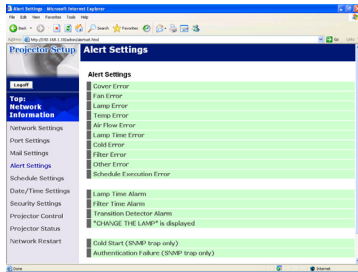 Alert Settings - Microsoft Internet Explorer
File Edit View Favorites Tools Help
Back Search Favorites
Address Go Links
Projector Setup
Alert Settings
Logoff
Top:
Network
Information
Network Settings
Port Settings
Mail Settings
Alert Settings
Schedule Settings
Date/Time Settings
Security Settings
Projector Control
Projector Status
Network Restart
Alert Settings
Cover Error
Fan Error
Lamp Error
Temp Error
Air Flow Error
Lamp Time Error
Cold Error
Filter Error
Other Error
Schedule Execution Error
Lamp Time Alarm
Filter Time Alarm
Transition Detector Alarm
"CHANGE THE LAMP" is displayed
Cold Start (SNMP trap only)
Authentication Failure (SNMP trap only)
Done Internet